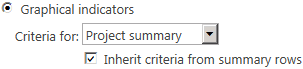 Graphical indicators
Criteria for: Project summary
Inherit criteria from summary rows